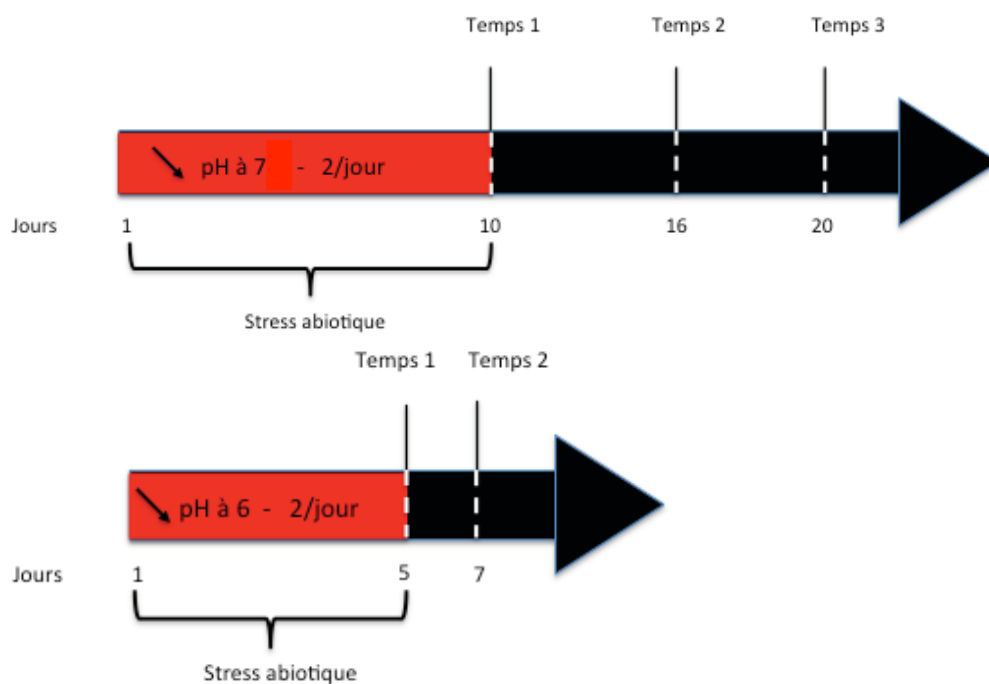 Temps 1 Temps 2 Temps 3
pH à 7 - 2/jour
Jours 1 10 16 20
Stress abiotique
Temps 1 Temps 2
pH à 6 - 2/jour
Jours 1 5 7
Stress abiotique